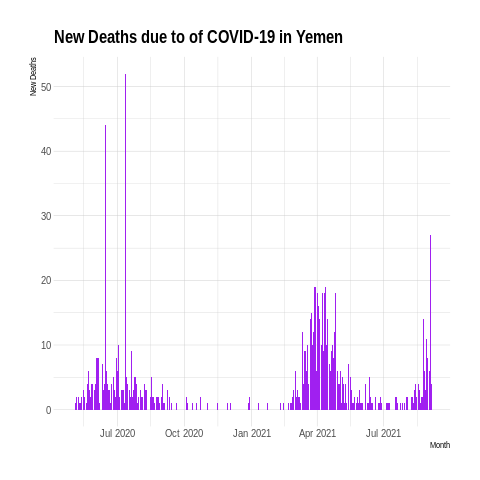 New Deaths due to of COVID-19 in Yemen
New Deaths
50
40
30
20
10
0
Jul 2020 Oct 2020 Jan 2021 Apr 2021 Jul 2021
Month